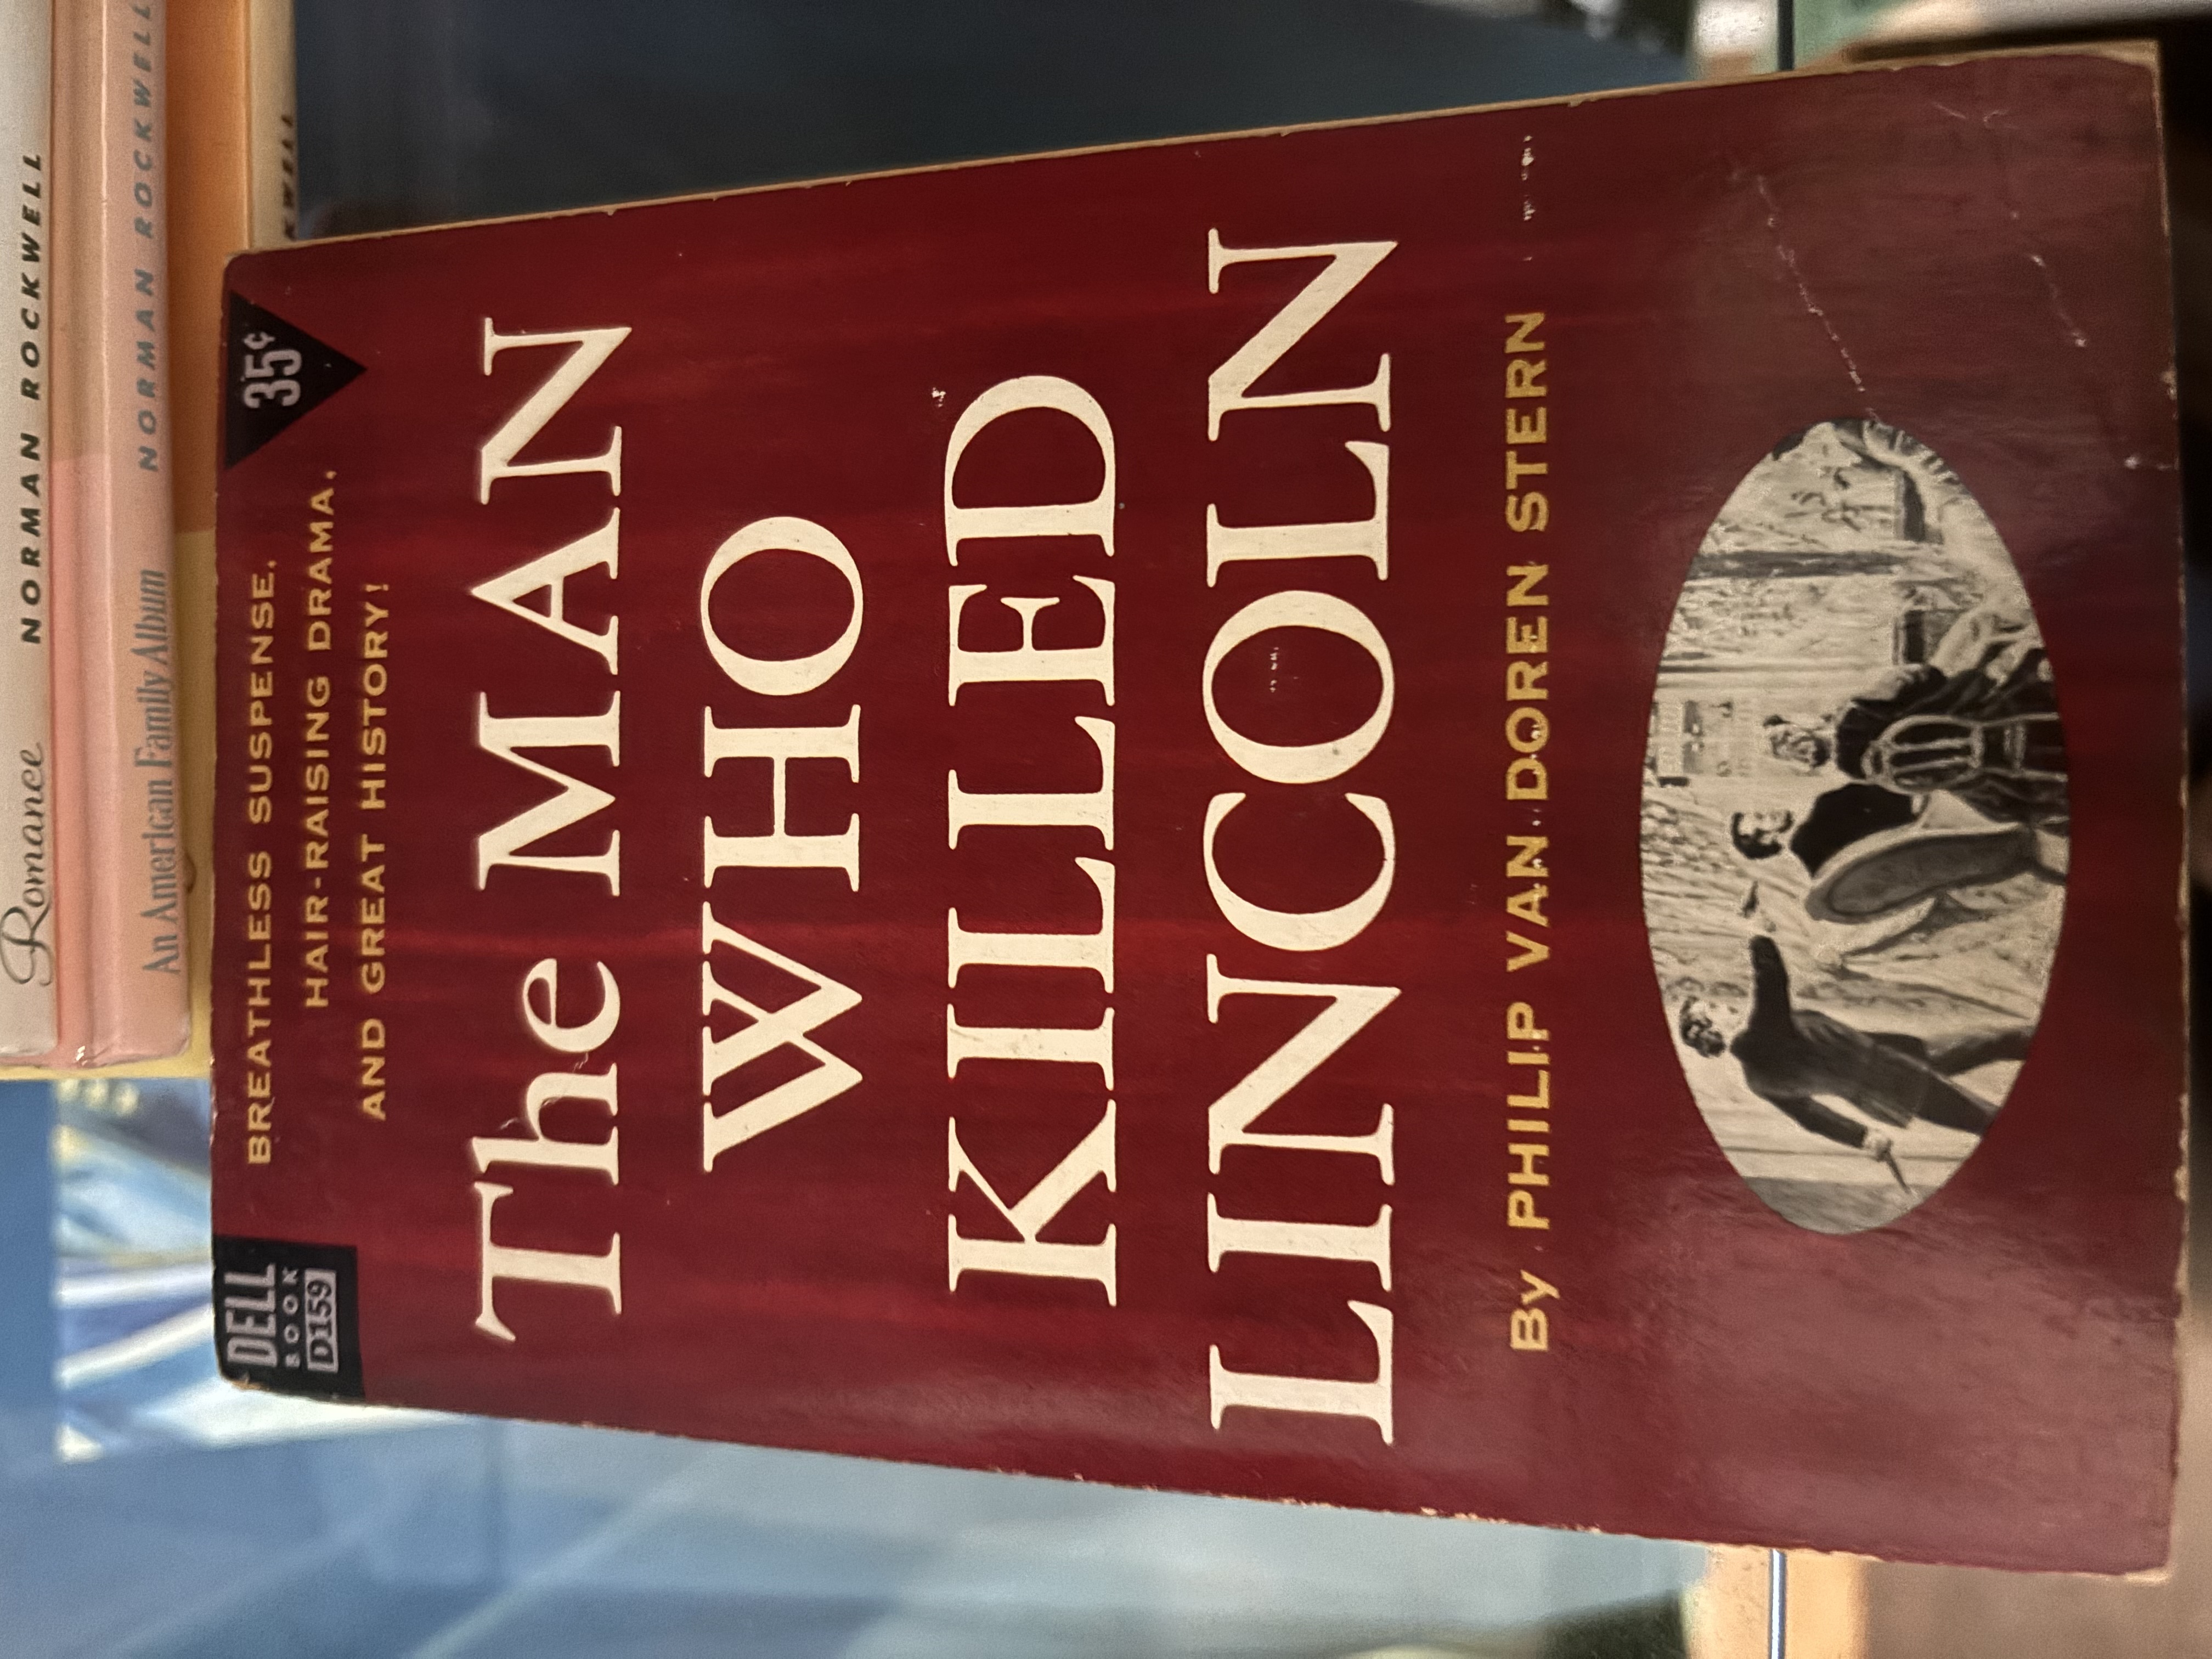 Romance NORMAN ROCKWELL
An American Family Album NORMAN ROCKWELL
DELL
BOOK
D159
35¢
BREATHLESS SUSPENSE,
HAIR-RAISING DRAMA,
AND GREAT HISTORY!
The MAN
WHO
KILLED
LINCOLN
By PHILIP VAN DOREN STERN